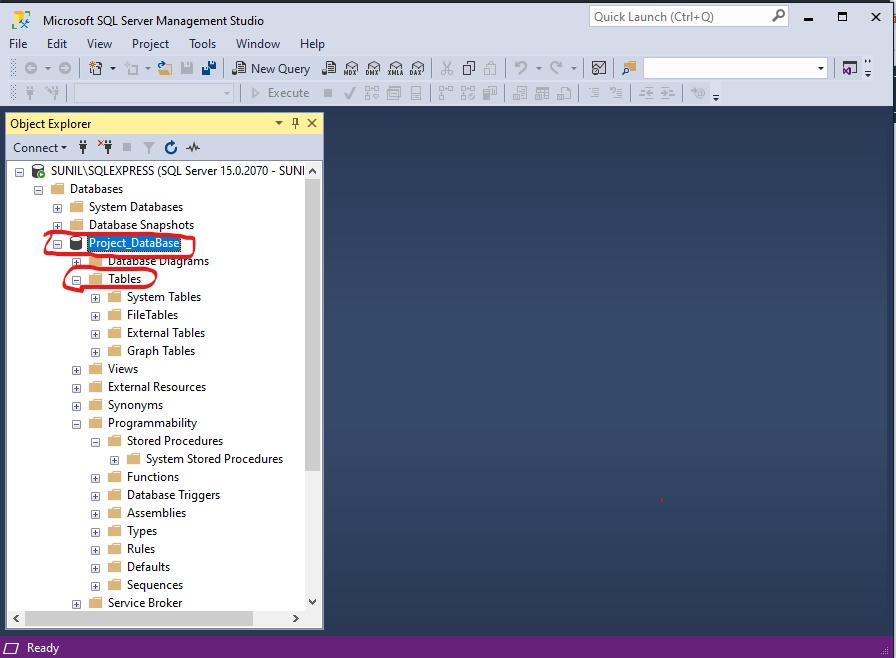 Microsoft SQL Server Management Studio
Quick Launch (Ctrl+Q)
File Edit View Project Tools Window Help
New Query MDX DMX XMLA DAX
Execute
Object Explorer
Connect
SUNIL\SQLEXPRESS (SQL Server 15.0.2070 - SUNI
Databases
System Databases
Database Snapshots
Project_DataBase
Database Diagrams
Tables
System Tables
FileTables
External Tables
Graph Tables
Views
External Resources
Synonyms
Programmability
Stored Procedures
System Stored Procedures
Functions
Database Triggers
Assemblies
Types
Rules
Defaults
Sequences
Service Broker
Ready